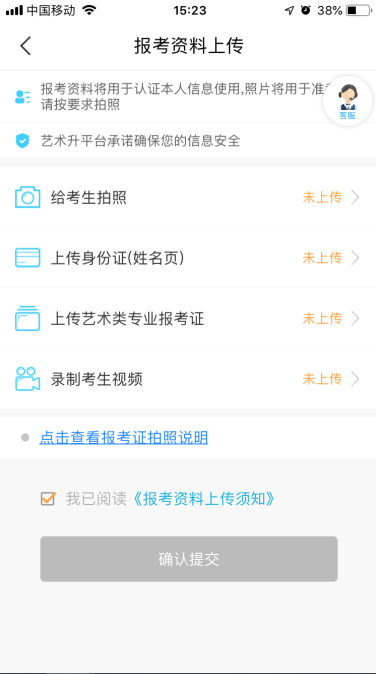 中国移动
15:23
38%
报考资料上传
报考资料将用于认证本人信息使用,照片将用于准
请按要求拍照
客服
艺术升平台承诺确保您的信息安全
给考生拍照 未上传
上传身份证(姓名页) 未上传
上传艺术类专业报考证 未上传
录制考生视频 未上传
点击查看报考证拍照说明
我已阅读《报考资料上传须知》
确认提交